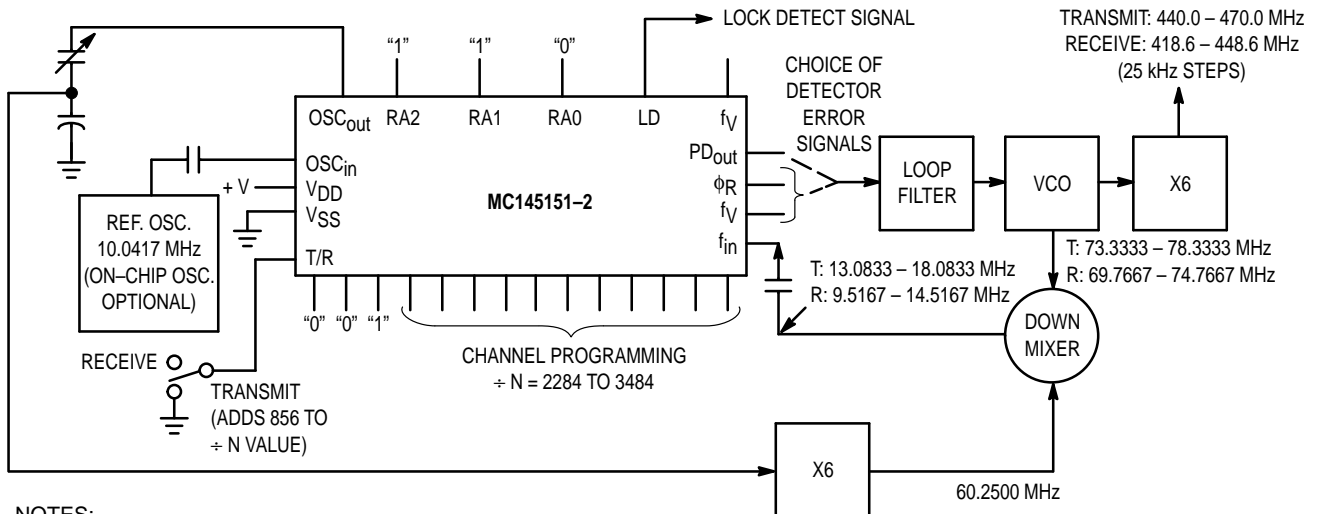 LOCK DETECT SIGNAL
TRANSMIT: 440.0 – 470.0 MHz
RECEIVE: 418.6 – 448.6 MHz
(25 kHz STEPS)
“1”
“1”
“0”
CHOICE OF
DETECTOR
ERROR
SIGNALS
OSCout
RA2
RA1
RA0
LD
fV
OSCin
+ V
VDD
VSS
T/R
MC145151–2
PDout
ϕR
fV
fin
LOOP
FILTER
VCO
X6
REF. OSC.
10.0417 MHz
(ON–CHIP OSC.
OPTIONAL)
T: 13.0833 – 18.0833 MHz
R: 9.5167 – 14.5167 MHz
T: 73.3333 – 78.3333 MHz
R: 69.7667 – 74.7667 MHz
DOWN
MIXER
“0” “0” “1”
CHANNEL PROGRAMMING
÷ N = 2284 TO 3484
RECEIVE
TRANSMIT
(ADDS 856 TO
÷ N VALUE)
X6
60.2500 MHz
NOTES: